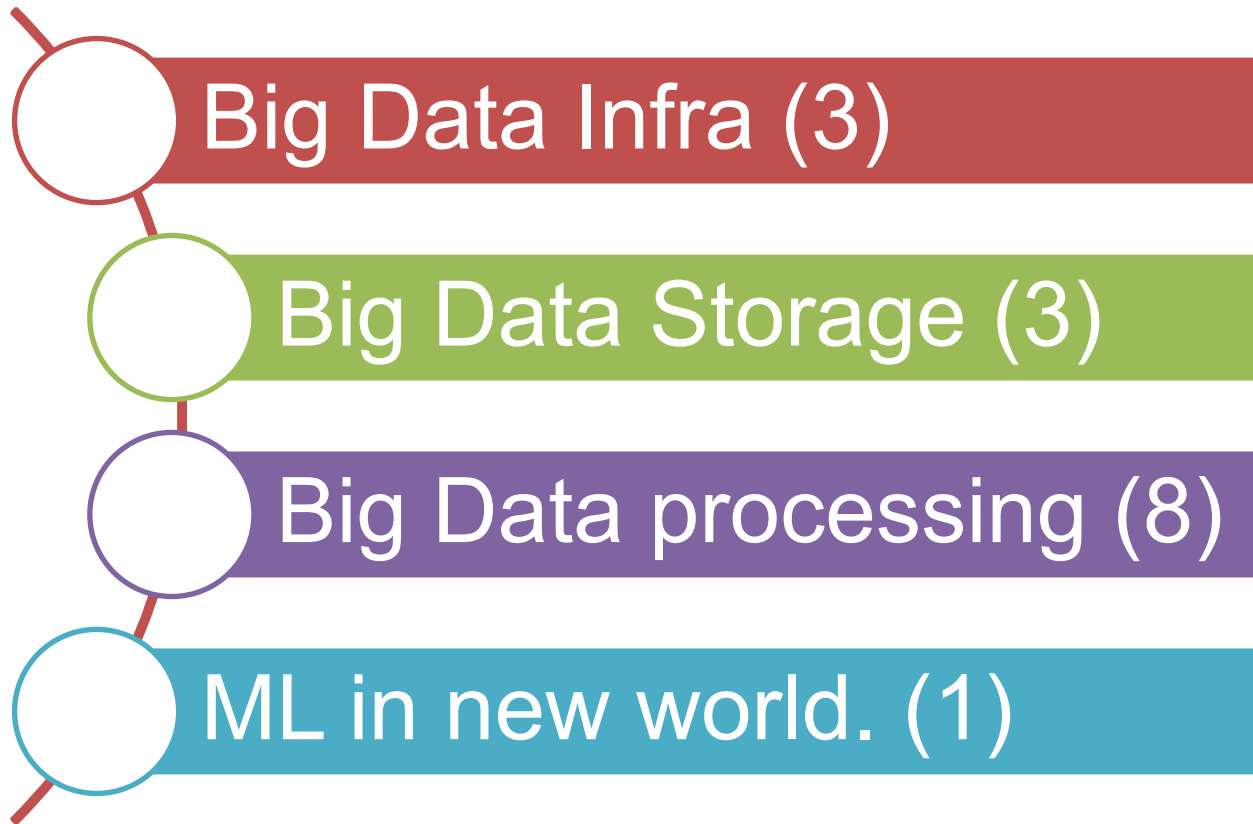 Big Data Infra (3)
Big Data Storage (3)
Big Data processing (8)
ML in new world. (1)